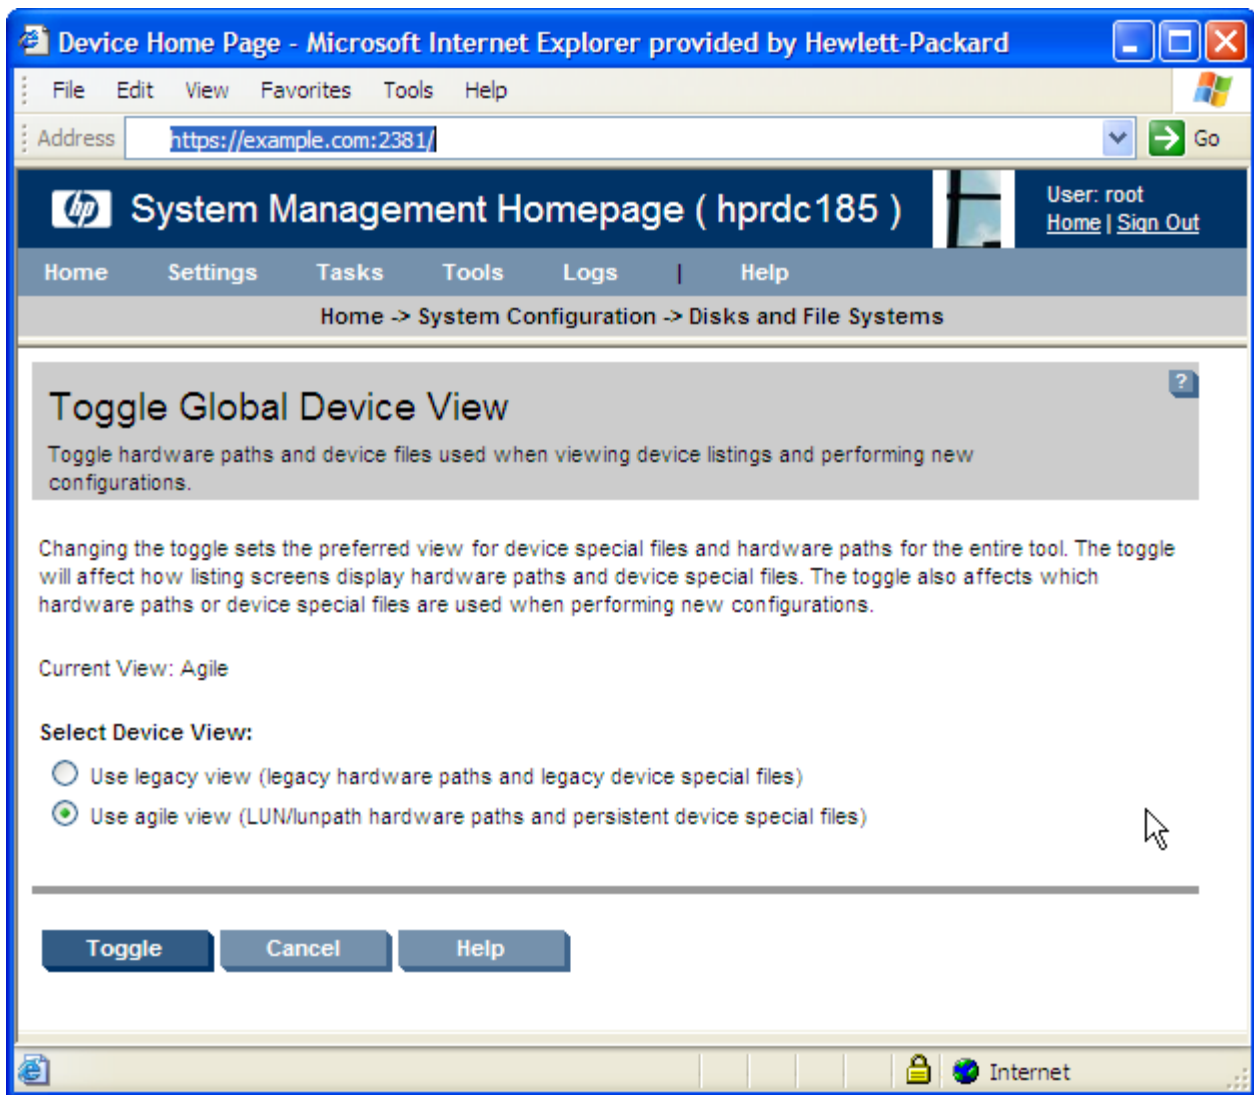 Device Home Page - Microsoft Internet Explorer provided by Hewlett-Packard
File Edit View Favorites Tools Help
Address https://example.com:2381/ Go
hp System Management Homepage ( hprdc185 )
User: root
Home | Sign Out
Home Settings Tasks Tools Logs | Help
Home -> System Configuration -> Disks and File Systems
Toggle Global Device View
?
Toggle hardware paths and device files used when viewing device listings and performing new
configurations.
Changing the toggle sets the preferred view for device special files and hardware paths for the entire tool. The toggle
will affect how listing screens display hardware paths and device special files. The toggle also affects which
hardware paths or device special files are used when performing new configurations.
Current View: Agile
Select Device View:
Use legacy view (legacy hardware paths and legacy device special files)
Use agile view (LUN/lunpath hardware paths and persistent device special files)
Toggle Cancel Help
Internet